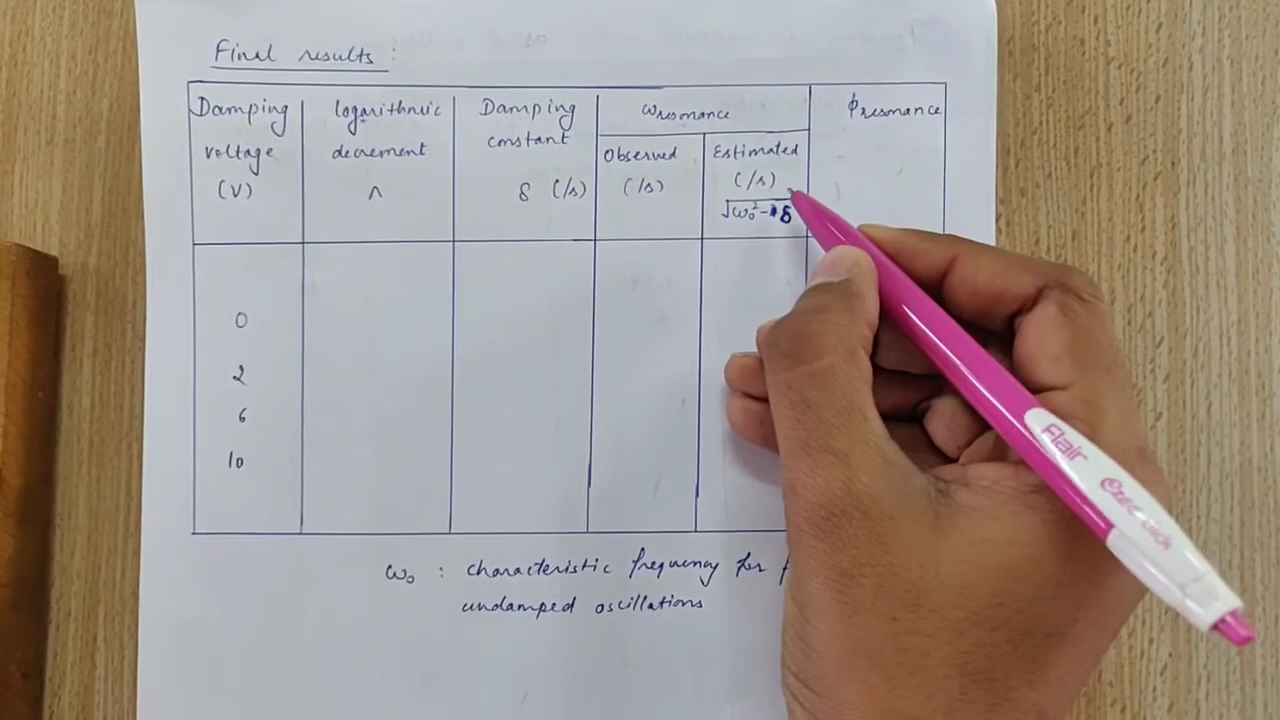 Final results :
Damping voltage (V)
logarithmic decrement Λ
Damping constant δ (/s)
ωresonance
Observed (/s)
Estimated (/s)
√ω₀² - δ
φresonance
0
2
6
10
ω₀ : characteristic frequency for
undamped oscillations
Flair